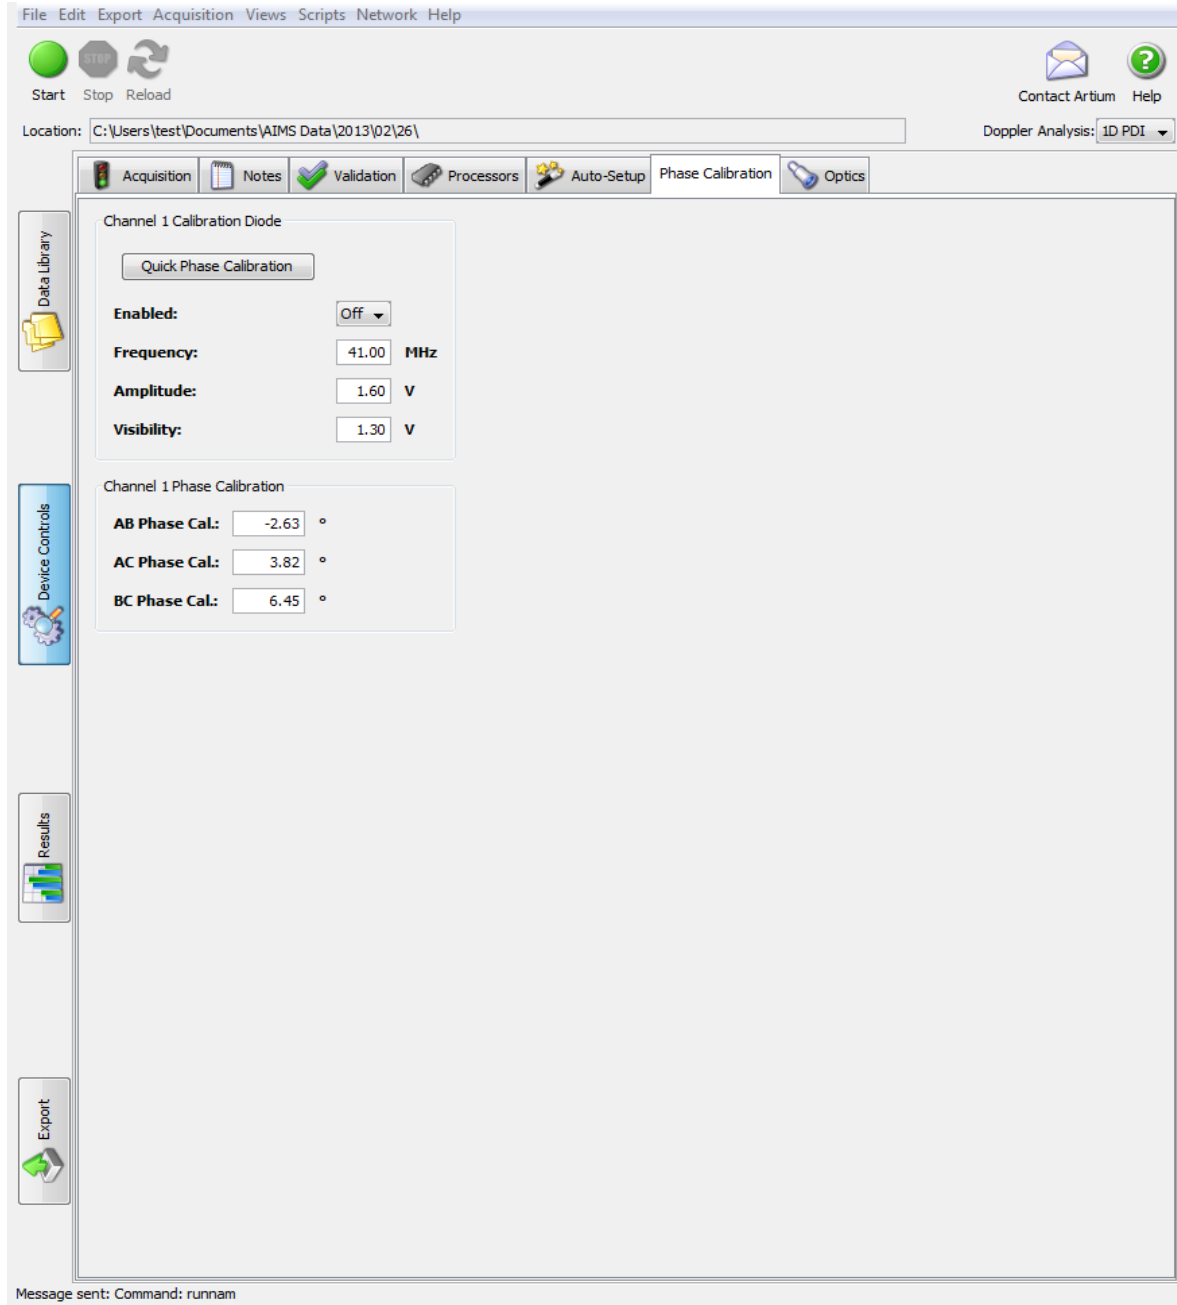 File Edit Export Acquisition Views Scripts Network Help
STOP
Start Stop Reload
Contact Artium Help
Location: C:\Users\test\Documents\AIMS Data\2013\02\26\
Doppler Analysis: 1D PDI
Acquisition Notes Validation Processors Auto-Setup Phase Calibration Optics
Data Library
Device Controls
Results
Export
Channel 1 Calibration Diode
Quick Phase Calibration
Enabled: Off
Frequency: 41.00 MHz
Amplitude: 1.60 V
Visibility: 1.30 V
Channel 1 Phase Calibration
AB Phase Cal.: -2.63 °
AC Phase Cal.: 3.82 °
BC Phase Cal.: 6.45 °
Message sent: Command: runnam